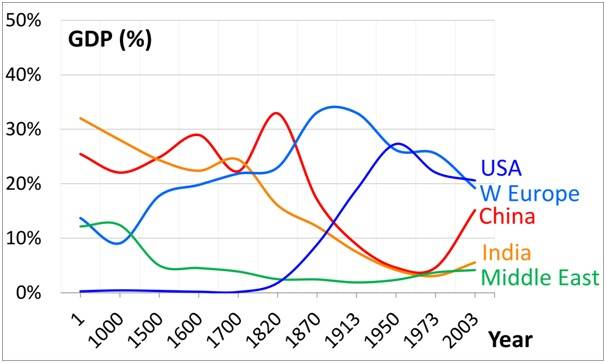 50%
GDP (%)
40%
30%
20%
10%
0%
USA
W Europe
China
India
Middle East
1
1000
1500
1600
1700
1820
1870
1913
1950
1973
2003
Year